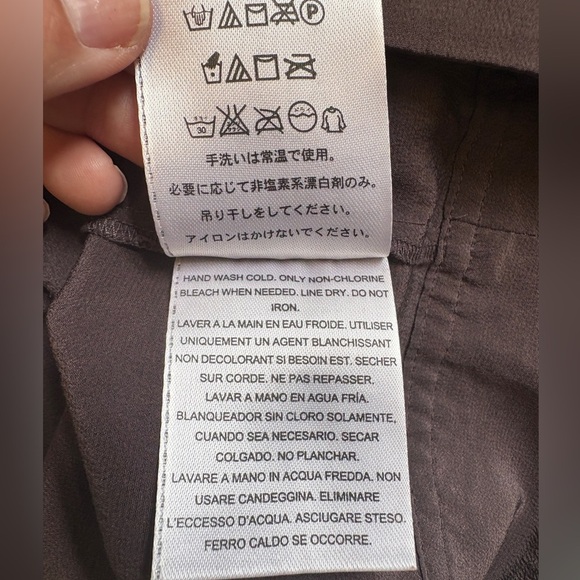 P
30
手洗いは常温で使用。
必要に応じて非塩素系漂白剤のみ。
吊り干しをしてください。
アイロンはかけないでください。
HAND WASH COLD. ONLY NON-CHLORINE
BLEACH WHEN NEEDED. LINE DRY. DO NOT
IRON.
LAVER A LA MAIN EN EAU FROIDE. UTILISER
UNIQUEMENT UN AGENT BLANCHISSANT
NON DECOLORANT SI BESOIN EST. SECHER
SUR CORDE. NE PAS REPASSER.
LAVAR A MANO EN AGUA FRÍA.
BLANQUEADOR SIN CLORO SOLAMENTE,
CUANDO SEA NECESARIO. SECAR
COLGADO. NO PLANCHAR.
LAVARE A MANO IN ACQUA FREDDA. NON
USARE CANDEGGINA. ELIMINARE
L'ECCESSO D'ACQUA. ASCIUGARE STESO.
FERRO CALDO SE OCCORRE.